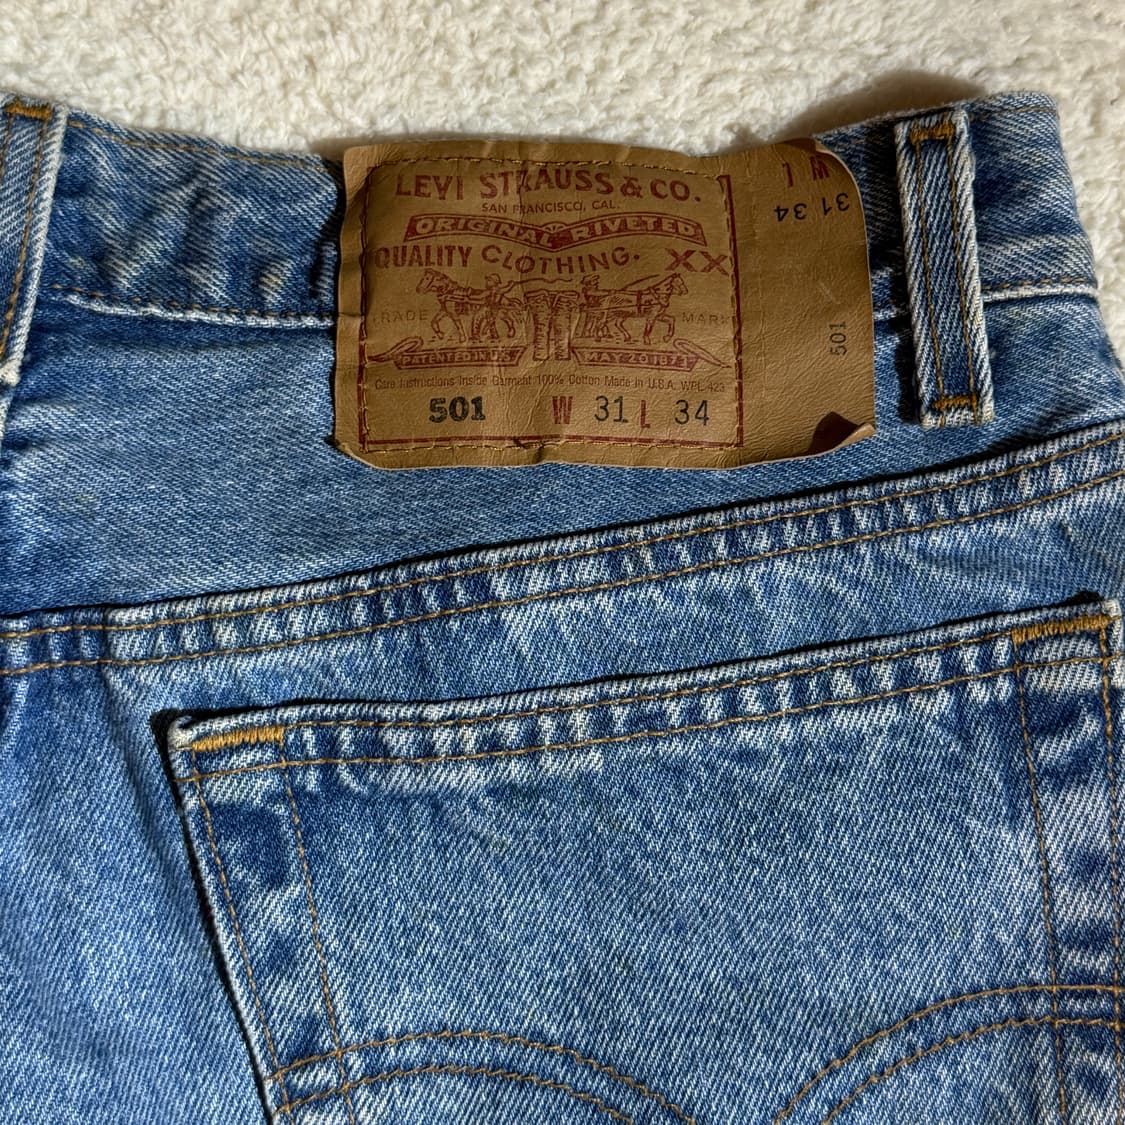 LEVI STRAUSS & CO.
SAN FRANCISCO, CAL.
ORIGINAL RIVETED
QUALITY CLOTHING. XX
TRADE MARK
PATENTED IN U.S. MAY 20 1873
Care Instructions Inside Garment 100% Cotton Made in U.S.A. WPL 423
501 W 31 L 34
W L
31 34
501